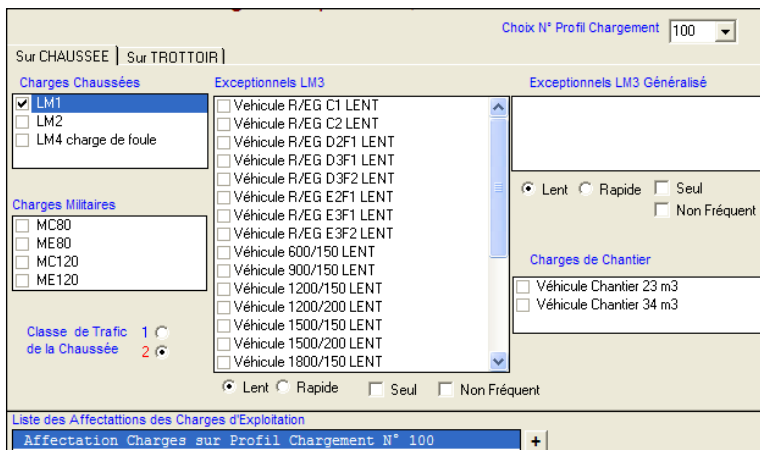 Choix N° Profil Chargement 100
Sur CHAUSSEE Sur TROTTOIR
Charges Chaussées
LM1
LM2
LM4 charge de foule
Charges Militaires
MC80
ME80
MC120
ME120
Classe de Trafic 1
de la Chaussée 2
Exceptionnels LM3
Vehicule R/EG C1 LENT
Vehicule R/EG C2 LENT
Véhicule R/EG D2F1 LENT
Véhicule R/EG D3F1 LENT
Véhicule R/EG D3F2 LENT
Véhicule R/EG E2F1 LENT
Véhicule R/EG E3F1 LENT
Véhicule R/EG E3F2 LENT
Véhicule 600/150 LENT
Véhicule 900/150 LENT
Véhicule 1200/150 LENT
Véhicule 1200/200 LENT
Véhicule 1500/150 LENT
Véhicule 1500/200 LENT
Véhicule 1800/150 LENT
Lent Rapide Seul Non Fréquent
Exceptionnels LM3 Généralisé
Lent Rapide Seul
Non Fréquent
Charges de Chantier
Véhicule Chantier 23 m3
Véhicule Chantier 34 m3
Liste des Affectattions des Charges d'Exploitation
Affectation Charges sur Profil Chargement N° 100 +